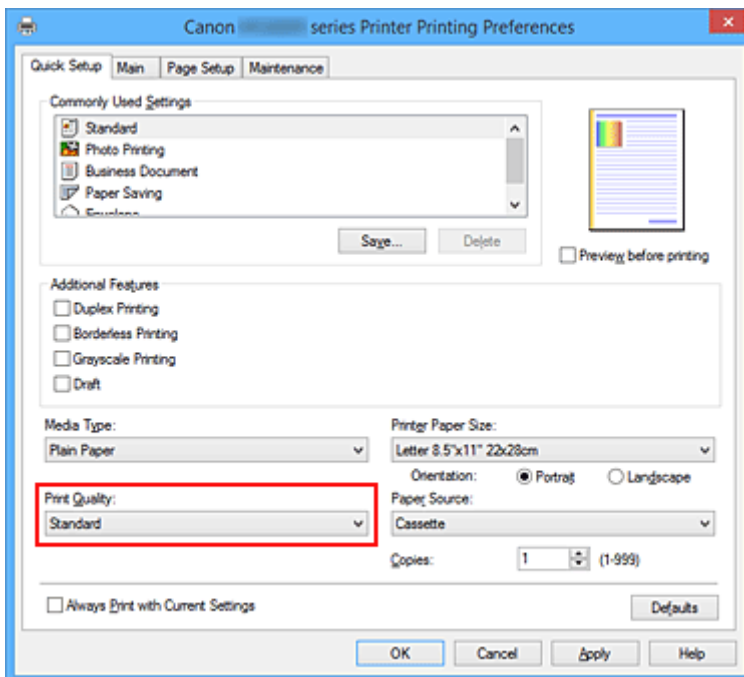 Canon series Printer Printing Preferences
Quick Setup Main Page Setup Maintenance
Commonly Used Settings
Standard
Photo Printing
Business Document
Paper Saving
Envelope
Save... Delete
Preview before printing
Additional Features
Duplex Printing
Borderless Printing
Grayscale Printing
Draft
Media Type:
Plain Paper
Printer Paper Size:
Letter 8.5"x11" 22x28cm
Orientation: Portrait Landscape
Print Quality:
Standard
Paper Source:
Cassette
Copies: 1 (1-999)
Always Print with Current Settings
Defaults
OK Cancel Apply Help